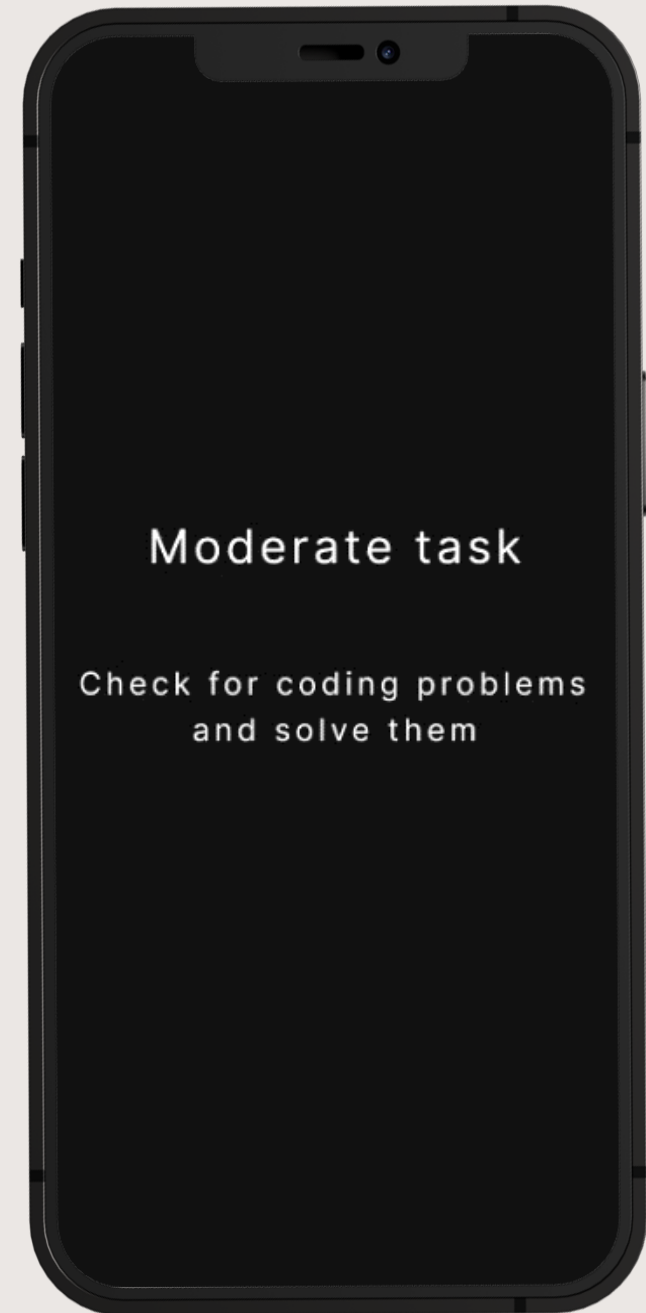 Moderate task
Check for coding problems
and solve them